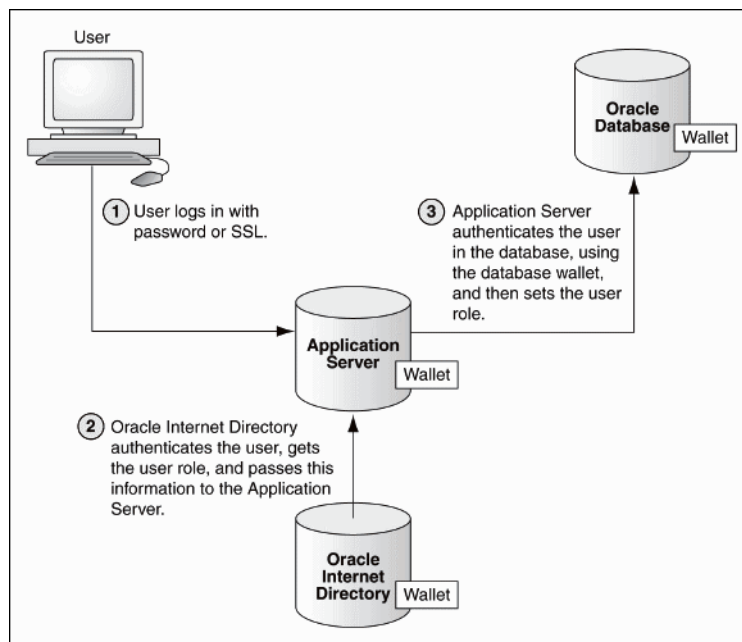 User
Oracle
Database
Wallet
1 User logs in with
password or SSL.
3 Application Server
authenticates the user
in the database, using
the database wallet,
and then sets the user
role.
Application
Server
Wallet
2 Oracle Internet Directory
authenticates the user, gets
the user role, and passes this
information to the Application
Server.
Oracle
Internet
Directory
Wallet